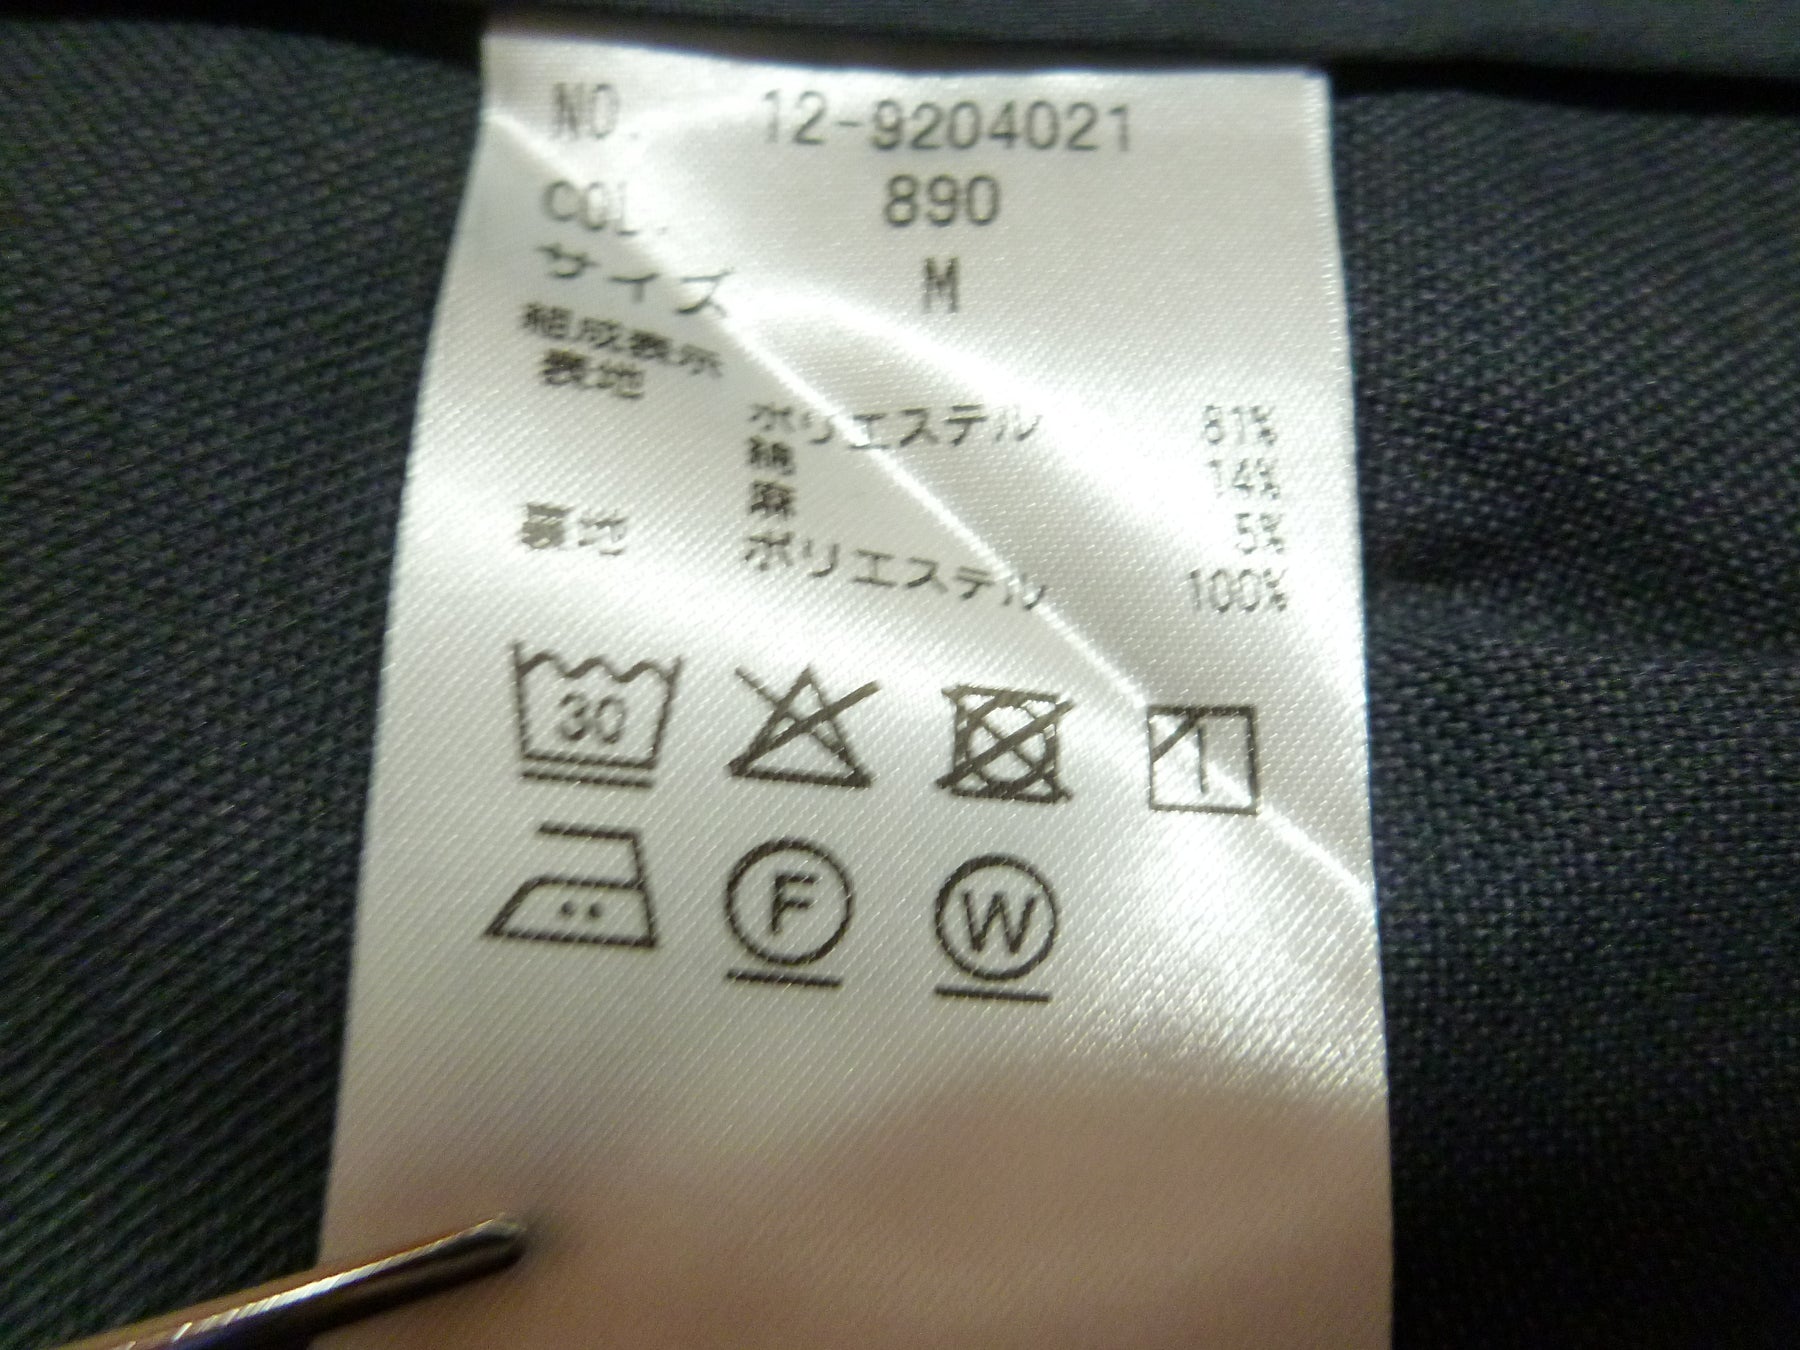 NO. 12-9204021
COL. 890
サイズ M
組成表示
表地
ポリエステル 81%
綿 14%
麻 5%
裏地 ポリエステル 100%
30
1
F
W